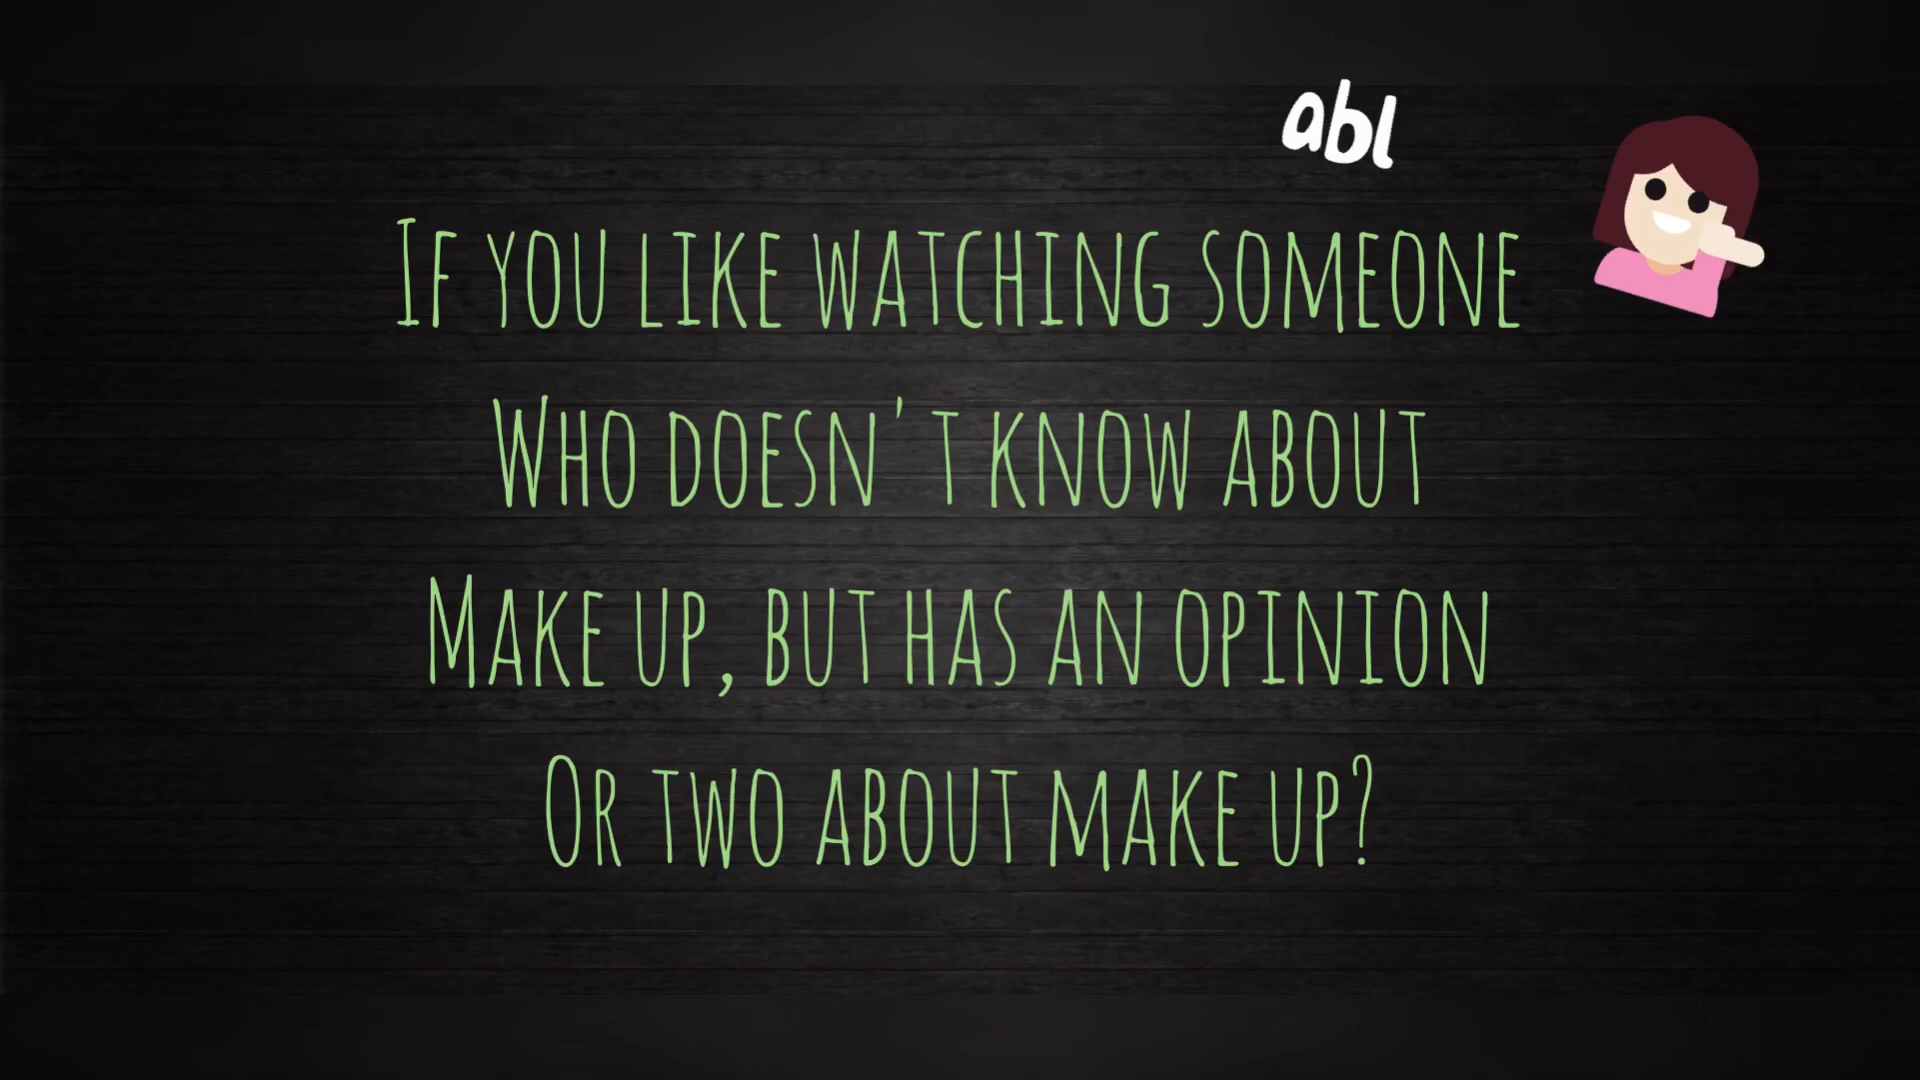 abl
If you like watching someone
Who doesn't know about
Make up, but has an opinion
Or two about make up?